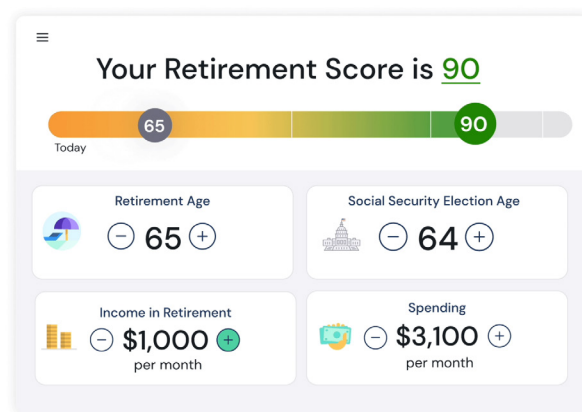 Your Retirement Score is 90
65
90
Today
Retirement Age
65
Social Security Election Age
64
Income in Retirement
$1,000
per month
Spending
$3,100
per month